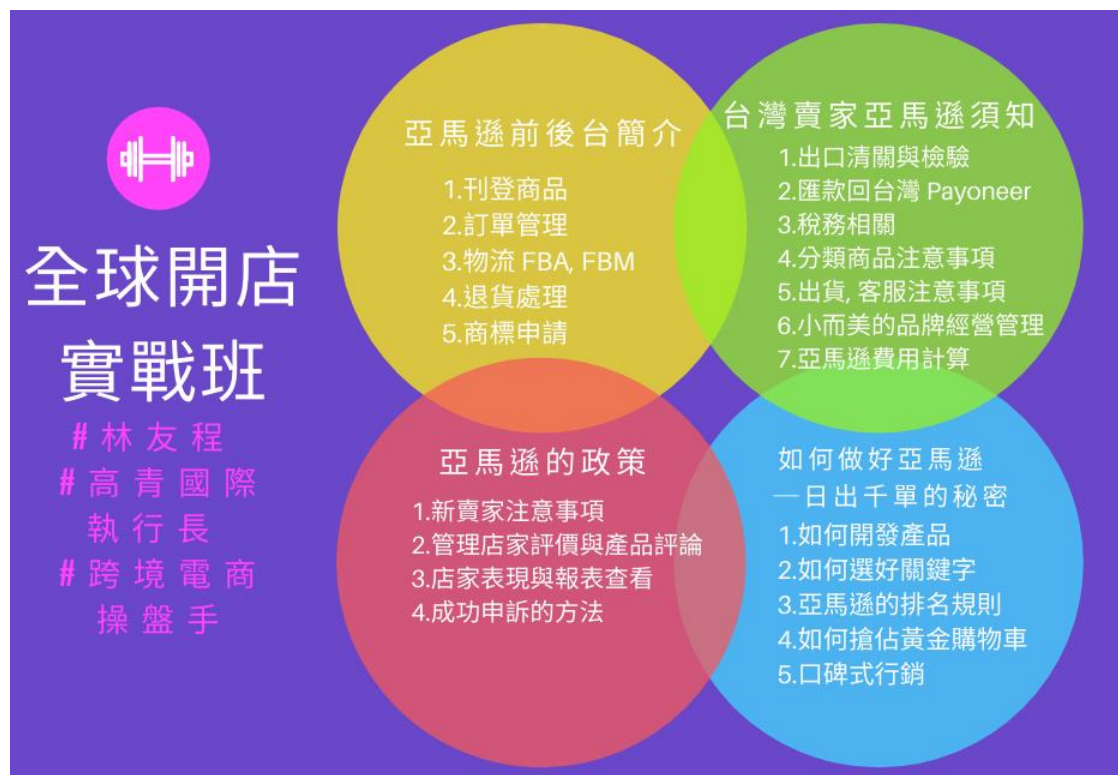 全球開店
實戰班
#林友程
#高青國際
執行長
#跨境電商
操盤手
亞馬遜前後台簡介
1.刊登商品
2.訂單管理
3.物流 FBA, FBM
4.退貨處理
5.商標申請
台灣賣家亞馬遜須知
1.出口清關與檢驗
2.匯款回台灣 Payoneer
3.稅務相關
4.分類商品注意事項
5.出貨, 客服注意事項
6.小而美的品牌經營管理
7.亞馬遜費用計算
亞馬遜的政策
1.新賣家注意事項
2.管理店家評價與產品評論
3.店家表現與報表查看
4.成功申訴的方法
如何做好亞馬遜
一日出千單的秘密
1.如何開發產品
2.如何選好關鍵字
3.亞馬遜的排名規則
4.如何搶佔黃金購物車
5.口碑式行銷